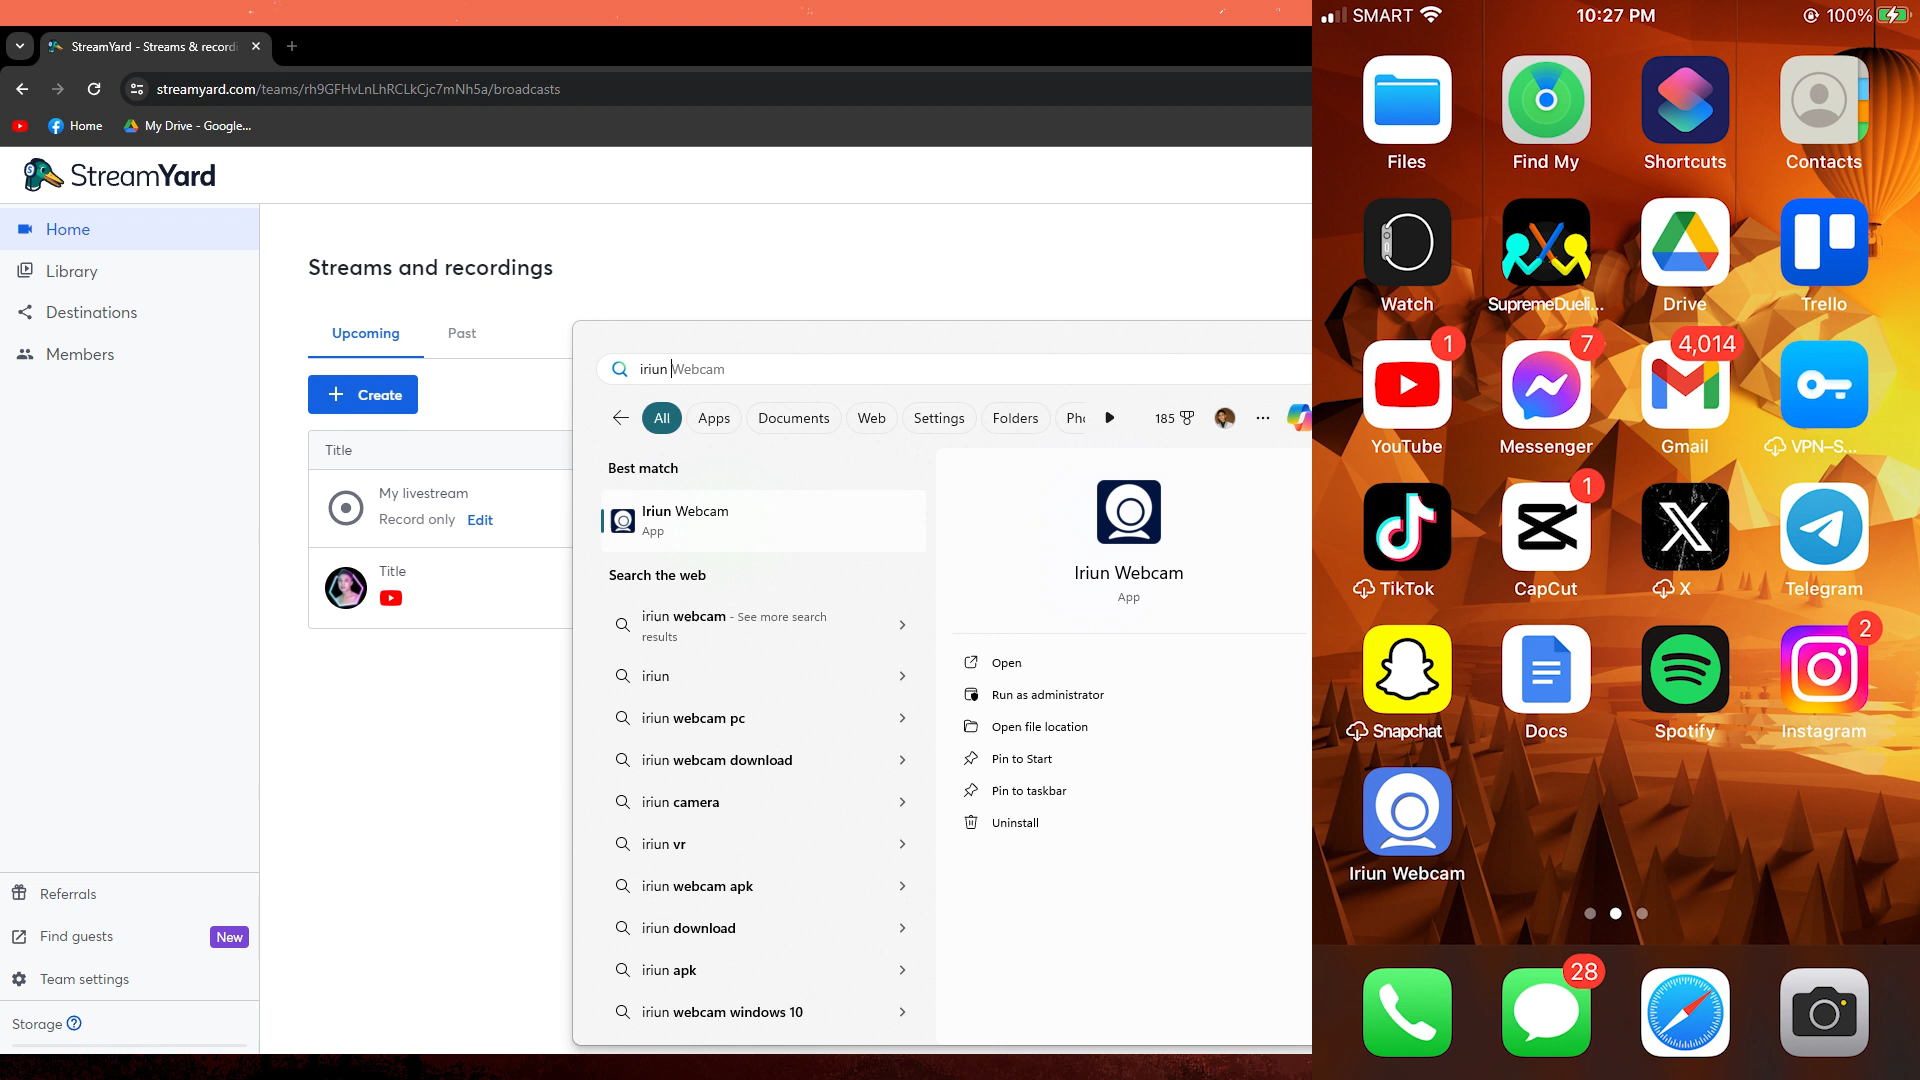 StreamYard - Streams & recordi
streamyard.com/teams/rh9GFHvLnLhRCLkCjc7mNh5a/broadcasts
Home
My Drive - Google...
StreamYard
Home
Library
Destinations
Members
Referrals
Find guests
New
Team settings
Storage
Streams and recordings
Upcoming
Past
Create
Title
My livestream
Record only
Edit
Title
iriun Webcam
All
Apps
Documents
Web
Settings
Folders
Pho
185
Best match
Iriun Webcam
App
Search the web
iriun webcam - See more search
results
iriun
iriun webcam pc
iriun webcam download
iriun camera
iriun vr
iriun webcam apk
iriun download
iriun apk
iriun webcam windows 10
Iriun Webcam
App
Open
Run as administrator
Open file location
Pin to Start
Pin to taskbar
Uninstall
SMART
10:27 PM
100%
Files
Find My
Shortcuts
Contacts
Watch
SupremeDueli...
Drive
Trello
1
7
4,014
YouTube
Messenger
Gmail
VPN–S...
1
TikTok
CapCut
X
Telegram
2
Snapchat
Docs
Spotify
Instagram
Iriun Webcam
28